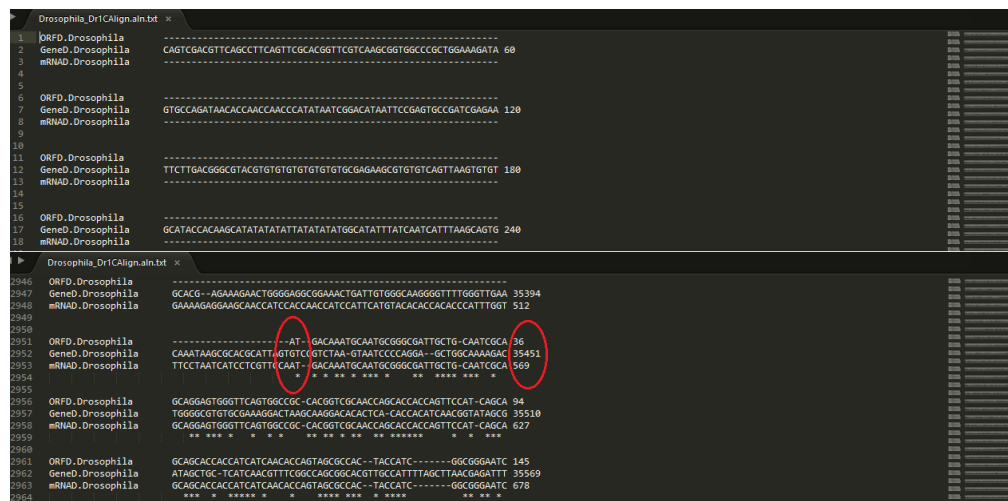 Drosophila_Dr1CAlign.aln.txt ×
1 ORFD.Drosophila ------------------------------------------------------------
2 GeneD.Drosophila CAGTCGACGTTCAGCCTTCAGTTCGCACGGTTCGTCAAGCGGTGGCCCGCTGGAAAGATA 60
3 mRNAD.Drosophila ------------------------------------------------------------
4
5
6 ORFD.Drosophila ------------------------------------------------------------
7 GeneD.Drosophila GTGCCAGATAACACCAACCAACCCATATAATCGGACATAATTCCGAGTGCCGATCGAGAA 120
8 mRNAD.Drosophila ------------------------------------------------------------
9
10
11 ORFD.Drosophila ------------------------------------------------------------
12 GeneD.Drosophila TTCTTGACGGGCGTACGTGTGTGTGTGTGTGTGCGAGAAGCGTGTGTCAGTTAAGTGTGT 180
13 mRNAD.Drosophila ------------------------------------------------------------
14
15
16 ORFD.Drosophila ------------------------------------------------------------
17 GeneD.Drosophila GCATACCACAAGCATATATATATTATATATATGGCATATTTATCAATCATTTAAGCAGTG 240
18 mRNAD.Drosophila ------------------------------------------------------------
Drosophila_Dr1CAlign.aln.txt ×
2946 ORFD.Drosophila ------------------------------------------------------------
2947 GeneD.Drosophila GCACG--AGAAAGAACTGGGGAGGCGGAAACTGATTGTGGGCAAGGGGTTTTGGGTTGAA 35394
2948 mRNAD.Drosophila GAAAAGAGGAAGCAACCATCCACCAACCATCCATTCATGTACACACCACACCCATTTGGT 512
2949
2950
2951 ORFD.Drosophila ---------------------AT--GACAAATGCAATGCGGGCGATTGCTG-CAATCGCA 36
2952 GeneD.Drosophila CAAATAAGCGCACGCATTAGTGTCCGTCTAA-GTAATCCCCAGGA--GCTGGCAAAAGAC 35451
2953 mRNAD.Drosophila TTCCTAATCATCCTCGTTGCAAT--GACAAATGCAATGCGGGCGATTGCTG-CAATCGCA 569
2954 * * * ** * *** * ** **** *** *
2955
2956 GCAGGAGTGGGTTCAGTGGCCGC-CACGGTCGCAACCAGCACCACCAGTTCCAT-CAGCA 94
2957 TGGGGCGTGTGCGAAAGGACTAAGCAAGGACACACTCA-CACCACATCAACGGTATAGCG 35510
2958 mRNAD.Drosophila GCAGGAGTGGGTTCAGTGGCCGC-CACGGTCGCAACCAGCACCACCAGTTCCAT-CAGCA 627
2959 ** *** * * * * ** ** * ** ** ****** * * ***
2960
2961 ORFD.Drosophila GCAGCACCACCATCATCAACACCAGTAGCGCCAC--TACCATC-------GGCGGGAATC 145
2962 GeneD.Drosophila ATAGCTGC-TCATCAACGTTTCGGCCAGCGGCACGTTGCCATTTTAGCTTAACGAGATTT 35569
2963 mRNAD.Drosophila GCAGCACCACCATCATCAACACCAGTAGCGCCAC--TACCATC-------GGCGGGAATC 678
2964 *** * ***** * * **** *** * **** ** ** *